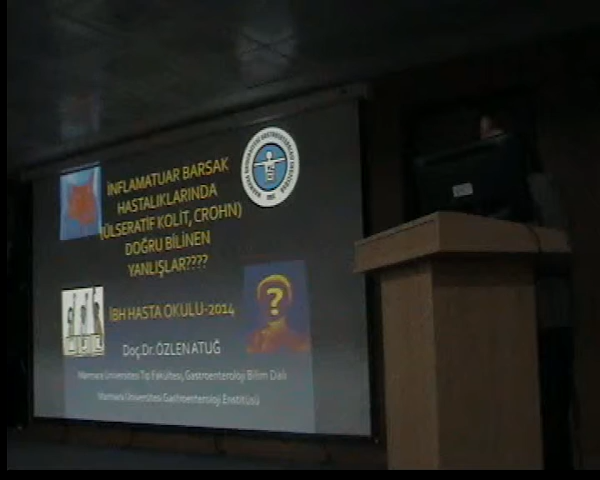 İNFLAMATUAR BARSAK
HASTALIKLARINDA
(ÜLSERATİF KOLİT, CROHN)
DOĞRU BİLİNEN
YANLIŞLAR????
İBH HASTA OKULU-2014
Doç.Dr. ÖZLEN ATUĞ
Marmara Üniversitesi Tıp Fakültesi, Gastroenteroloji Bilim Dalı
Marmara Üniversitesi Gastroenteroloji Enstitüsü
?